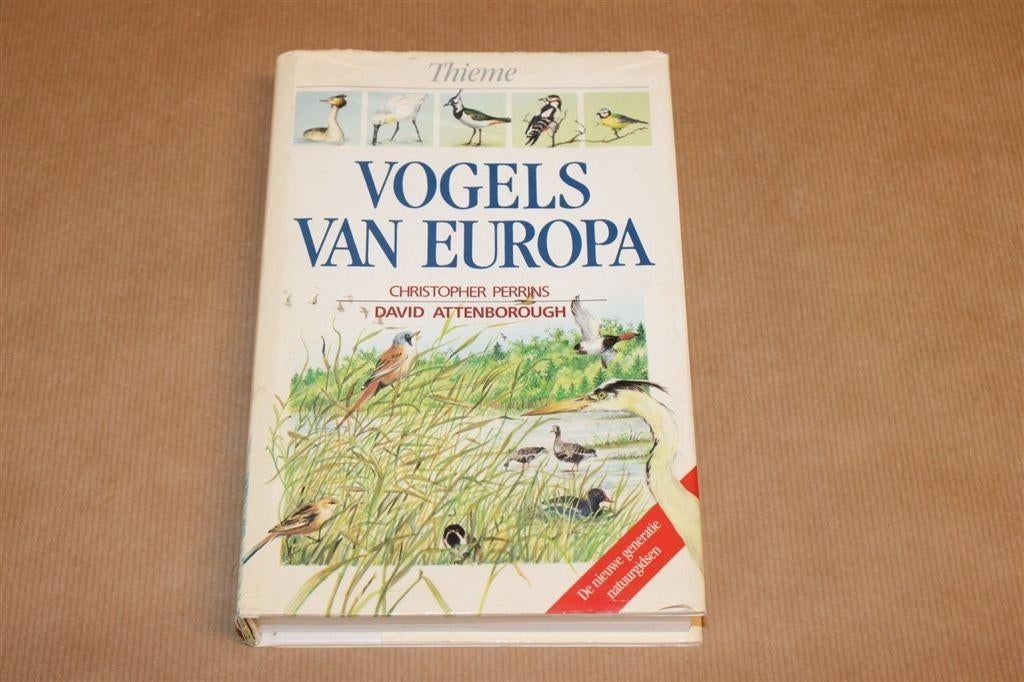 Thieme
VOGELS
VAN EUROPA
CHRISTOPHER PERRINS
DAVID ATTENBOROUGH
De nieuwe generatie
natuurgidsen